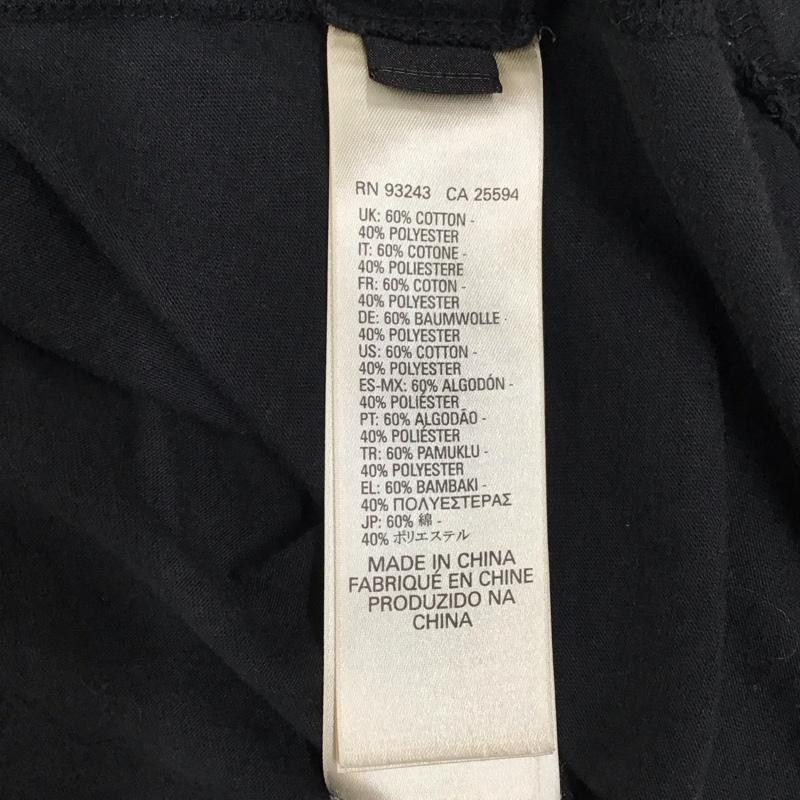 RN 93243 CA 25594
UK: 60% COTTON -
40% POLYESTER
IT: 60% COTONE -
40% POLIESTERE
FR: 60% COTON -
40% POLYESTER
DE: 60% BAUMWOLLE -
40% POLYESTER
US: 60% COTTON -
40% POLYESTER
ES-MX: 60% ALGODÓN -
40% POLIÉSTER
PT: 60% ALGODÃO -
40% POLIÉSTER
TR: 60% PAMUKLU -
40% POLYESTER
EL: 60% BAMBAKI -
40% ΠΟΛΥΕΣΤΕΡΑΣ
JP: 60% 綿 -
40% ポリエステル
MADE IN CHINA
FABRIQUÉ EN CHINE
PRODUZIDO NA
CHINA